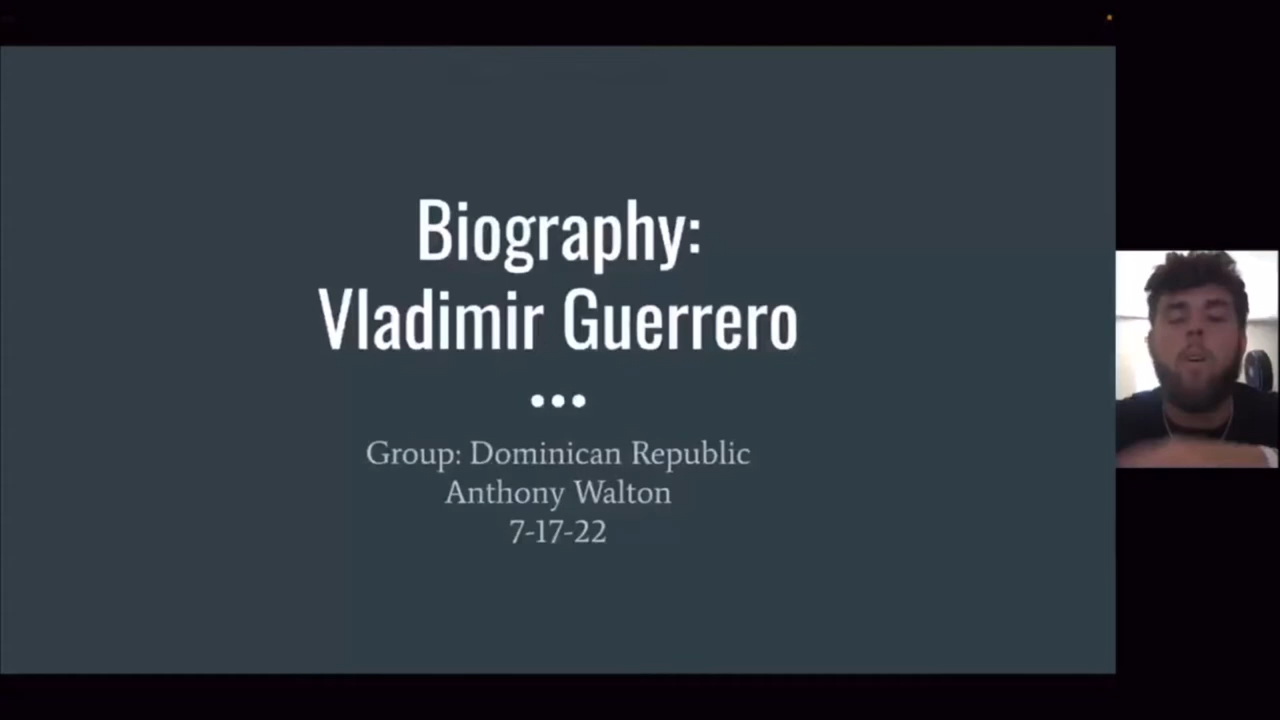 Biography:
Vladimir Guerrero
Group: Dominican Republic
Anthony Walton
7-17-22